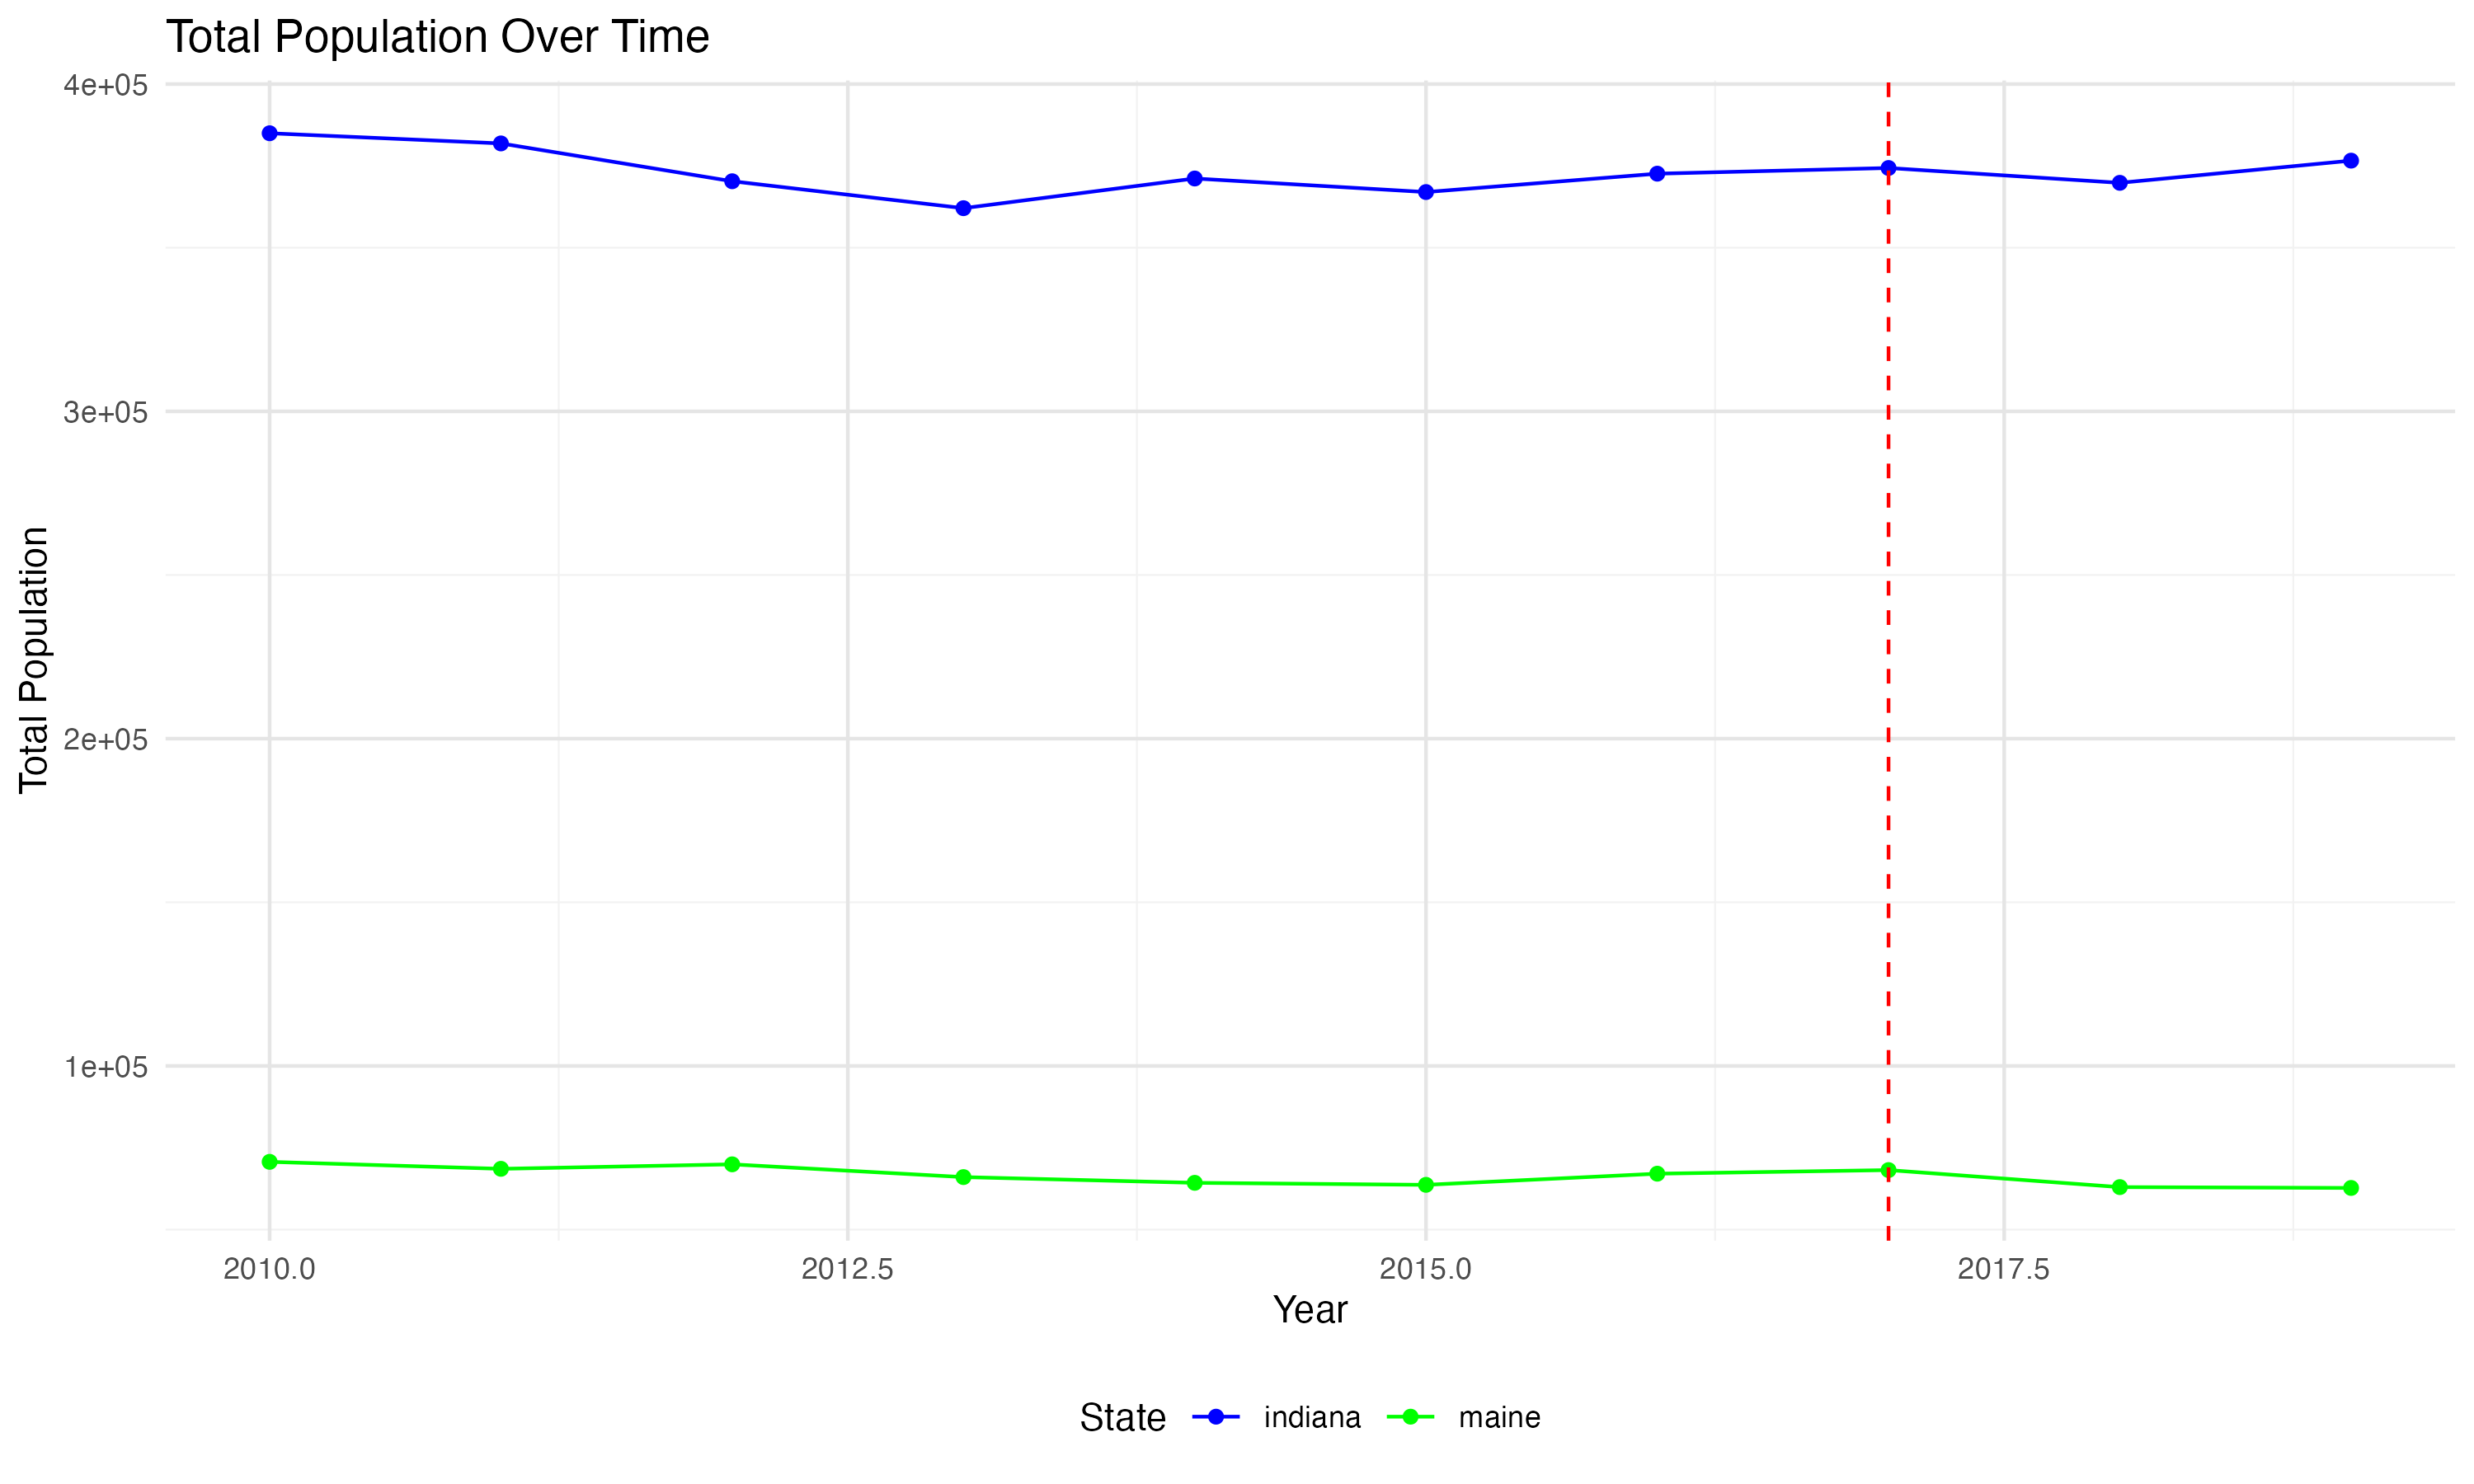 Total Population Over Time
Total Population
4e+05
3e+05
2e+05
1e+05
2010.0 2012.5 2015.0 2017.5
Year
State indiana maine